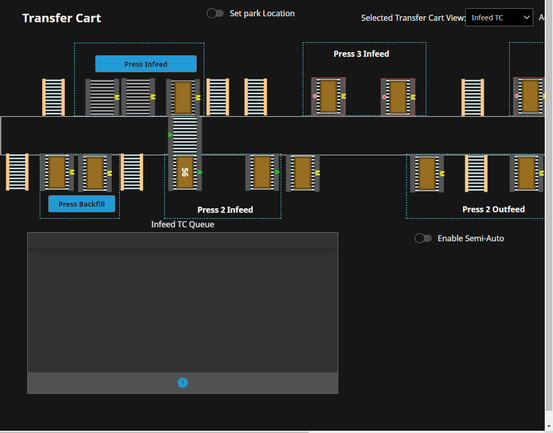 Transfer Cart
Set park Location
Selected Transfer Cart View:
Infeed TC
Press Infeed
Press 3 Infeed
56
Press Backfill
Press 2 Infeed
Press 2 Outfeed
Infeed TC Queue
Enable Semi-Auto